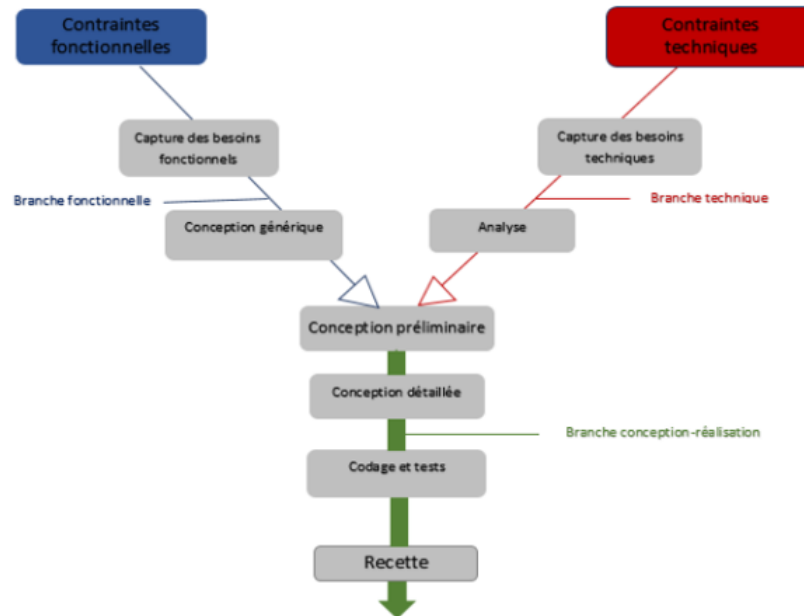 Contraintes
fonctionnelles
Contraintes
techniques
Capture des besoins
fonctionnels
Capture des besoins
techniques
Branche fonctionnelle
Branche technique
Conception générique
Analyse
Conception préliminaire
Conception détaillée
Branche conception-réalisation
Codage et tests
Recette